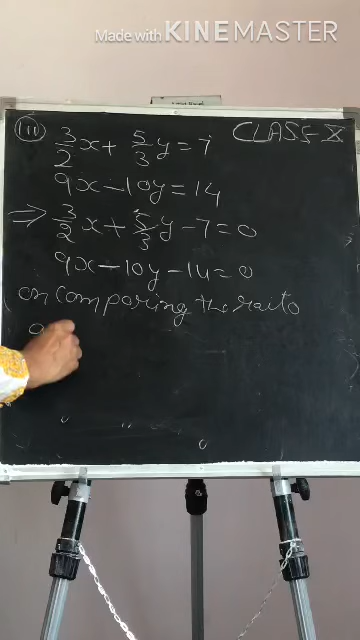 Made with KINEMASTER
(iii) 3/2 x + 5/3 y = 7 CLASS-X
9x - 10y = 14
⇒ 3/2 x + 5/3 y - 7 = 0
9x - 10y - 14 = 0
on comparing the raito
a